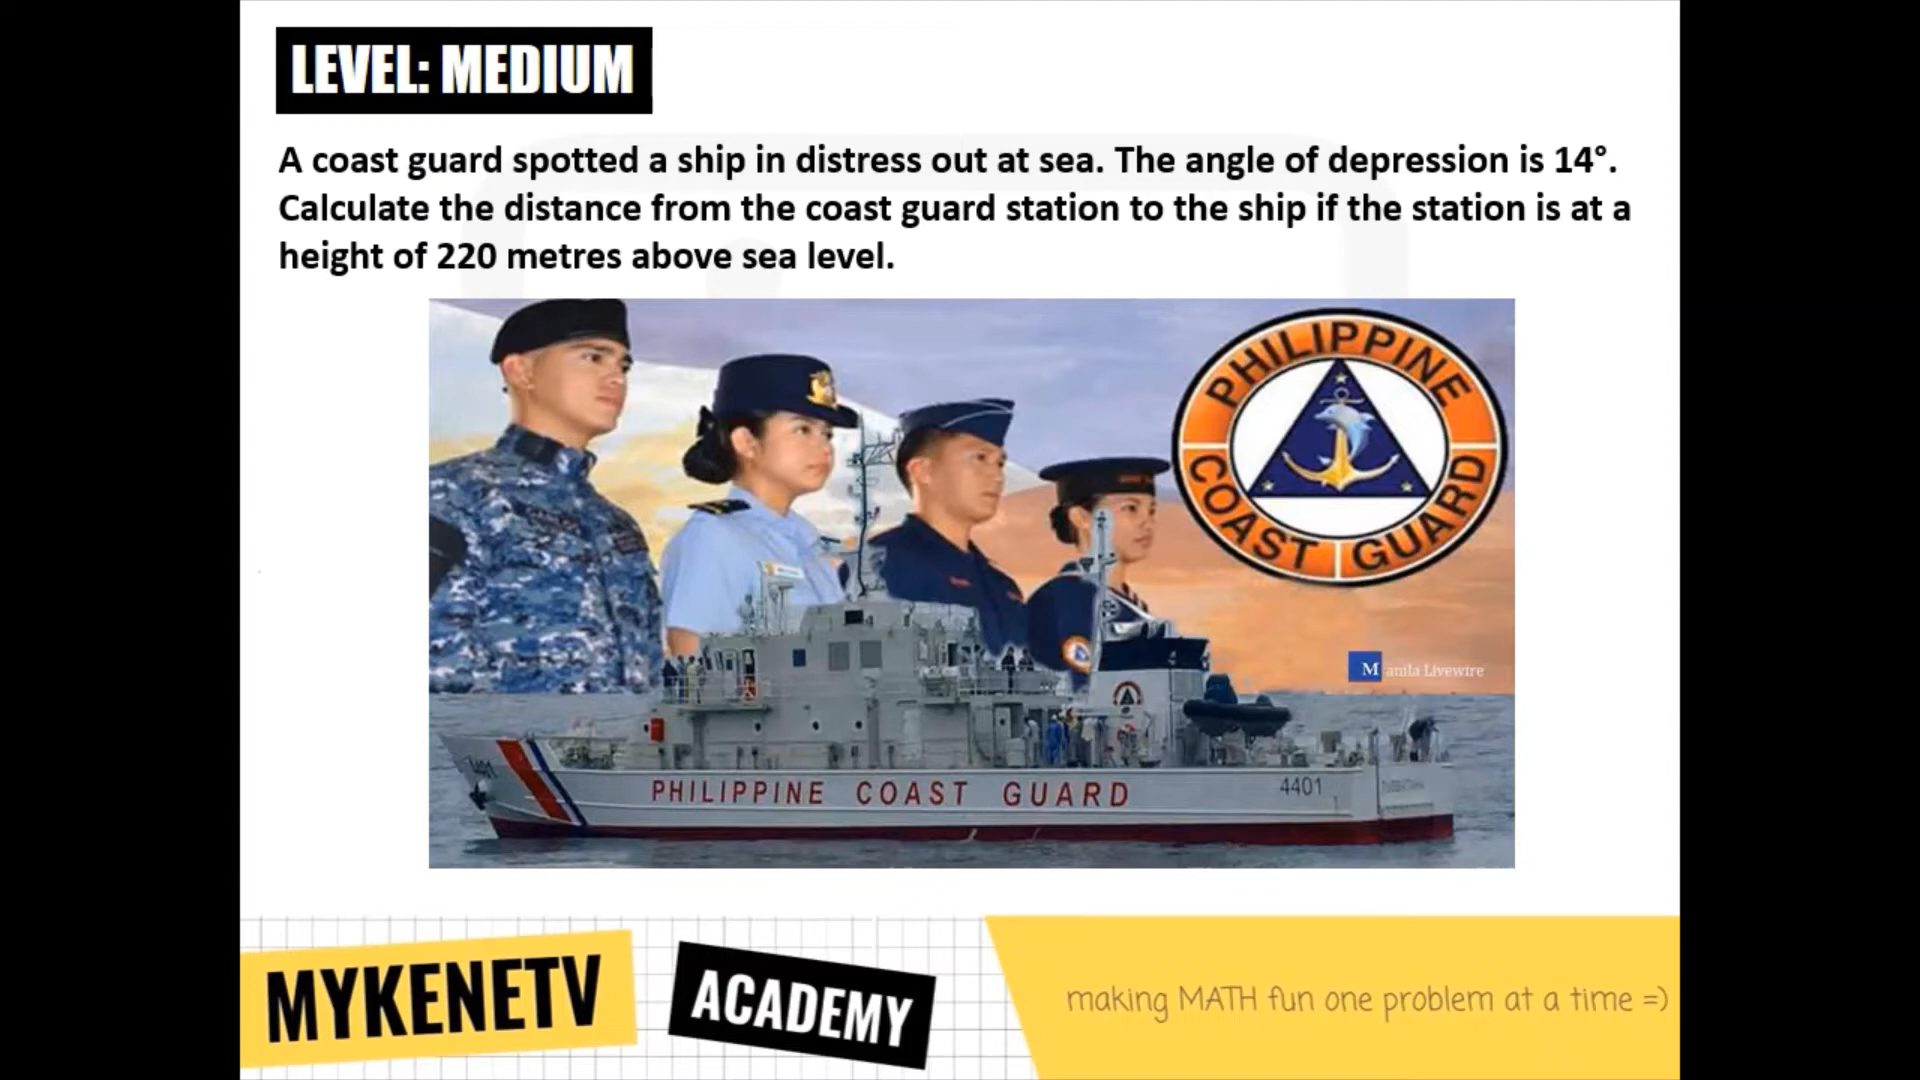 LEVEL: MEDIUM
A coast guard spotted a ship in distress out at sea. The angle of depression is 14°.
Calculate the distance from the coast guard station to the ship if the station is at a
height of 220 metres above sea level.
PHILIPPINE
COAST GUARD
M anila Livewire
4401
PHILIPPINE COAST GUARD
4401
MYKENETV
ACADEMY
making MATH fun one problem at a time =)